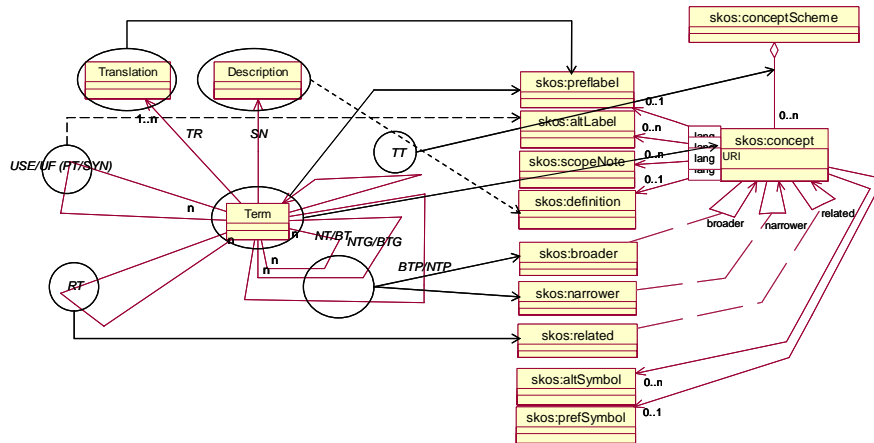 skos:conceptScheme
Translation
Description
skos:preflabel
0..1
0..n
1..n
TR
SN
skos:altLabel
0..n
lang
lang
TT
skos:concept
USE/UF (PT/SYN)
skos:scopeNote
0..n
lang
URI
0..1
lang
n
Term
skos:definition
n
n
n
NT/BT
NTG/BTG
broader
narrower
related
skos:broader
BTP/NTP
RT
skos:narrower
skos:related
skos:altSymbol
0..n
skos:prefSymbol
0..1